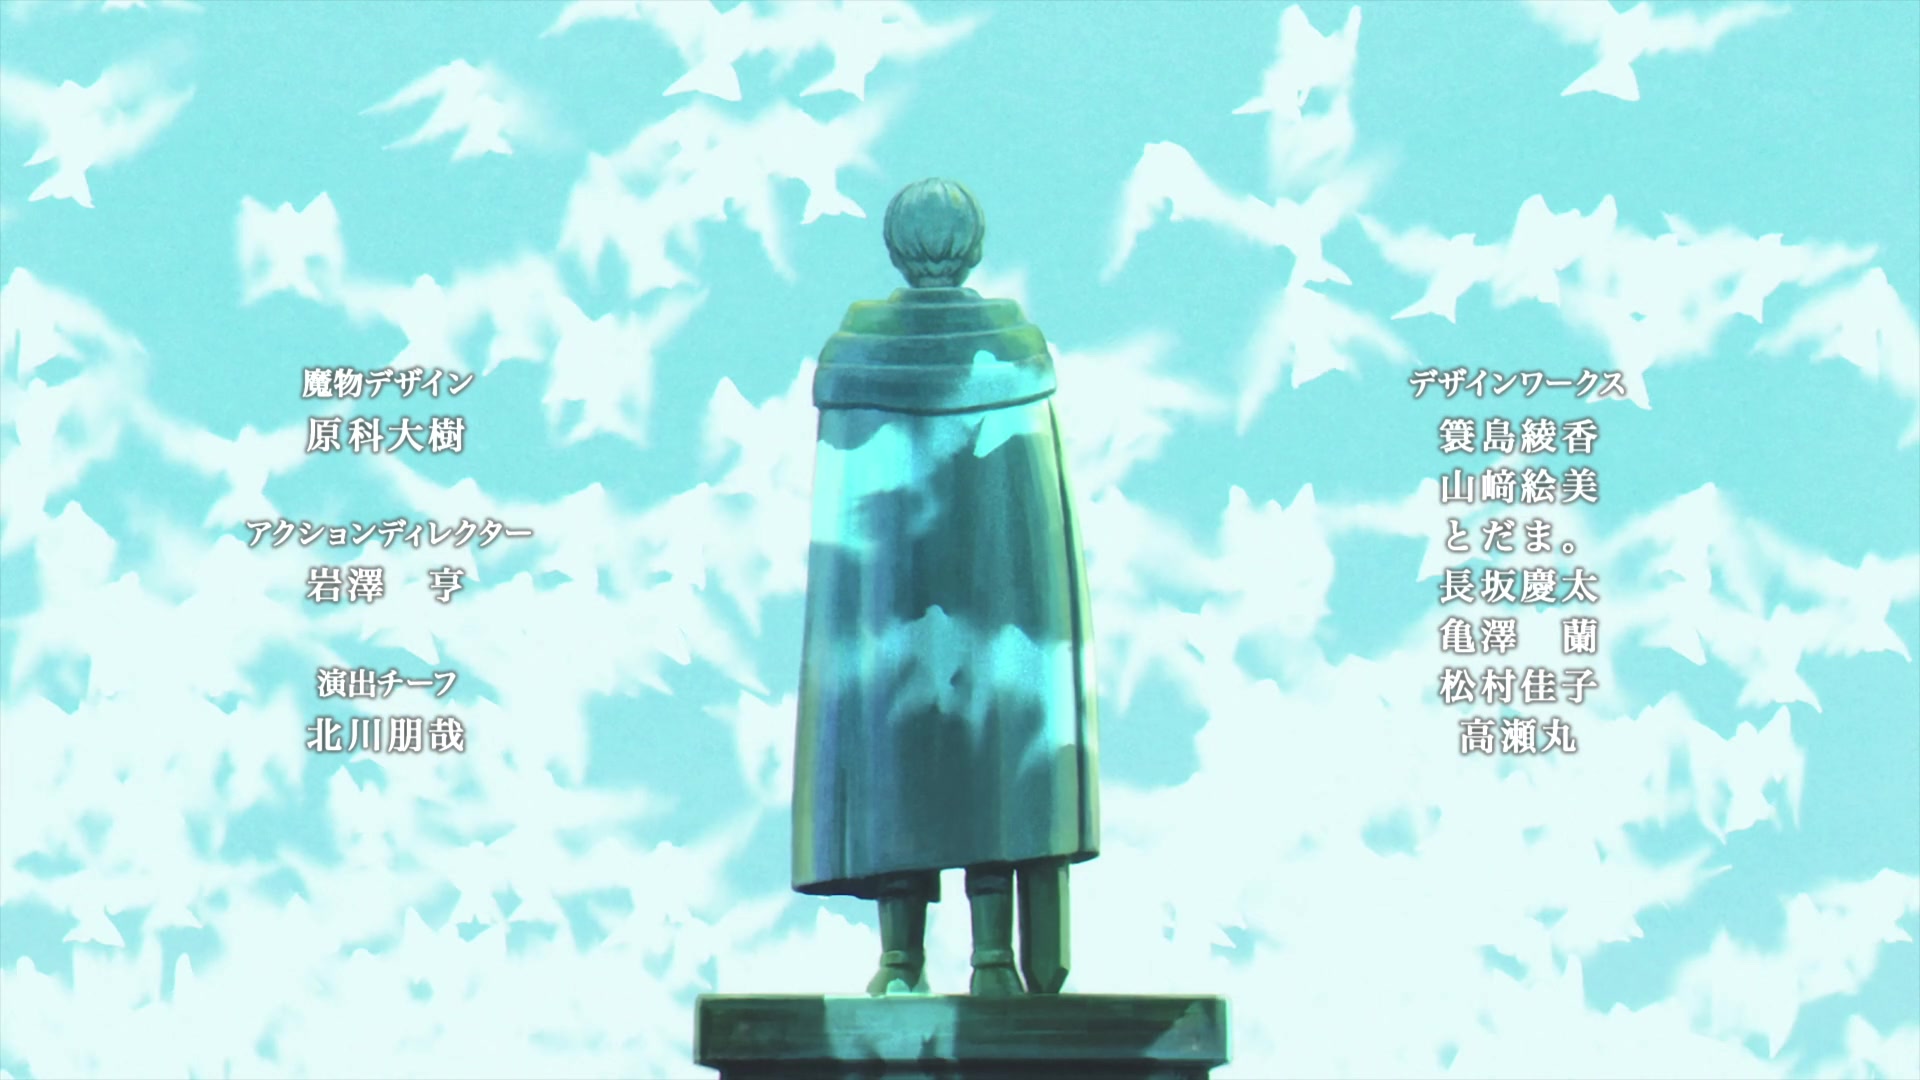 魔物デザイン
原科大樹
アクションディレクター
岩澤　亨
演出チーフ
北川朋哉
デザインワークス
簑島綾香
山﨑絵美
とだま。
長坂慶太
亀澤　蘭
松村佳子
高瀬丸